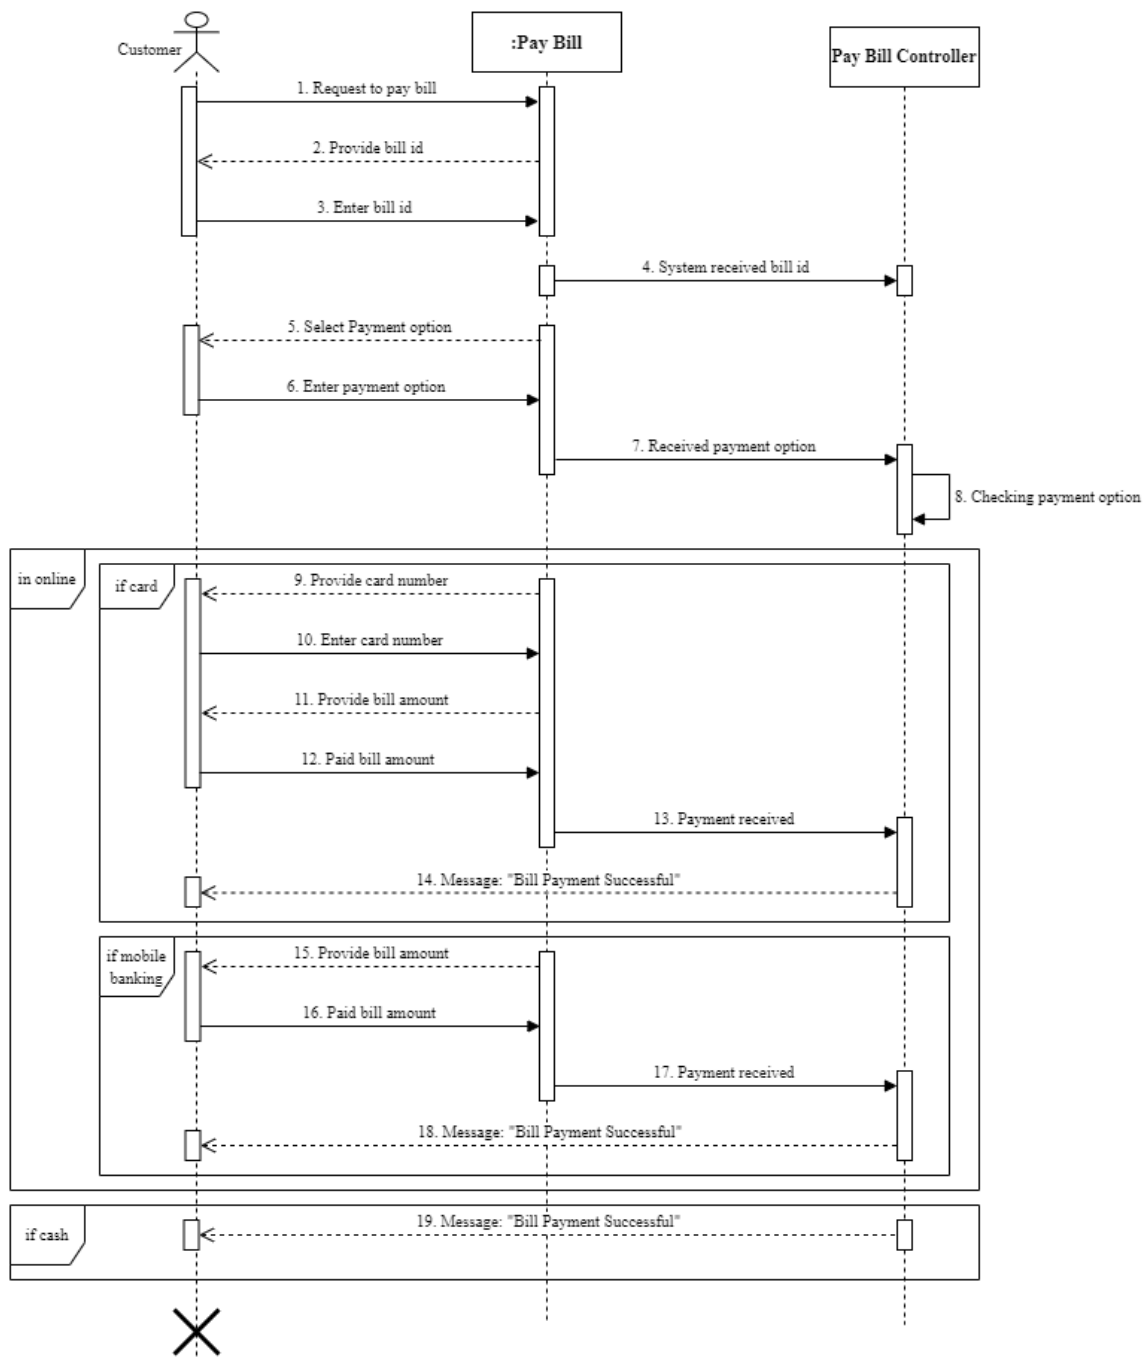 Customer
:Pay Bill
Pay Bill Controller
1. Request to pay bill
2. Provide bill id
3. Enter bill id
4. System received bill id
5. Select Payment option
6. Enter payment option
7. Received payment option
8. Checking payment option
in online
if card
9. Provide card number
10. Enter card number
11. Provide bill amount
12. Paid bill amount
13. Payment received
14. Message: "Bill Payment Successful"
if mobile
banking
15. Provide bill amount
16. Paid bill amount
17. Payment received
18. Message: "Bill Payment Successful"
if cash
19. Message: "Bill Payment Successful"